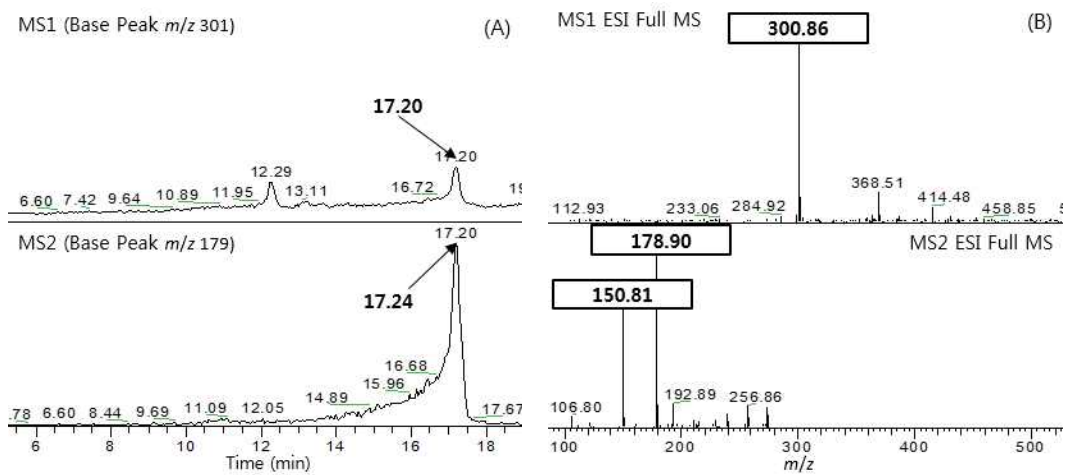 MS1 (Base Peak m/z 301)
(A)
17.20
17.20
12.29
6.60 7.42 9.64 10.89 11.95 13.11 16.72 19
MS2 (Base Peak m/z 179)
17.20
17.24
16.68
15.96
14.89
.78 6.60 8.44 9.69 11.09 12.05 17.67
6 8 10 12 14 16 18
Time (min)
MS1 ESI Full MS
(B)
300.86
368.51
414.48
112.93 233.06 284.92 458.85 5
178.90
MS2 ESI Full MS
150.81
192.89 256.86
106.80
100 200 300 400 500
m/z